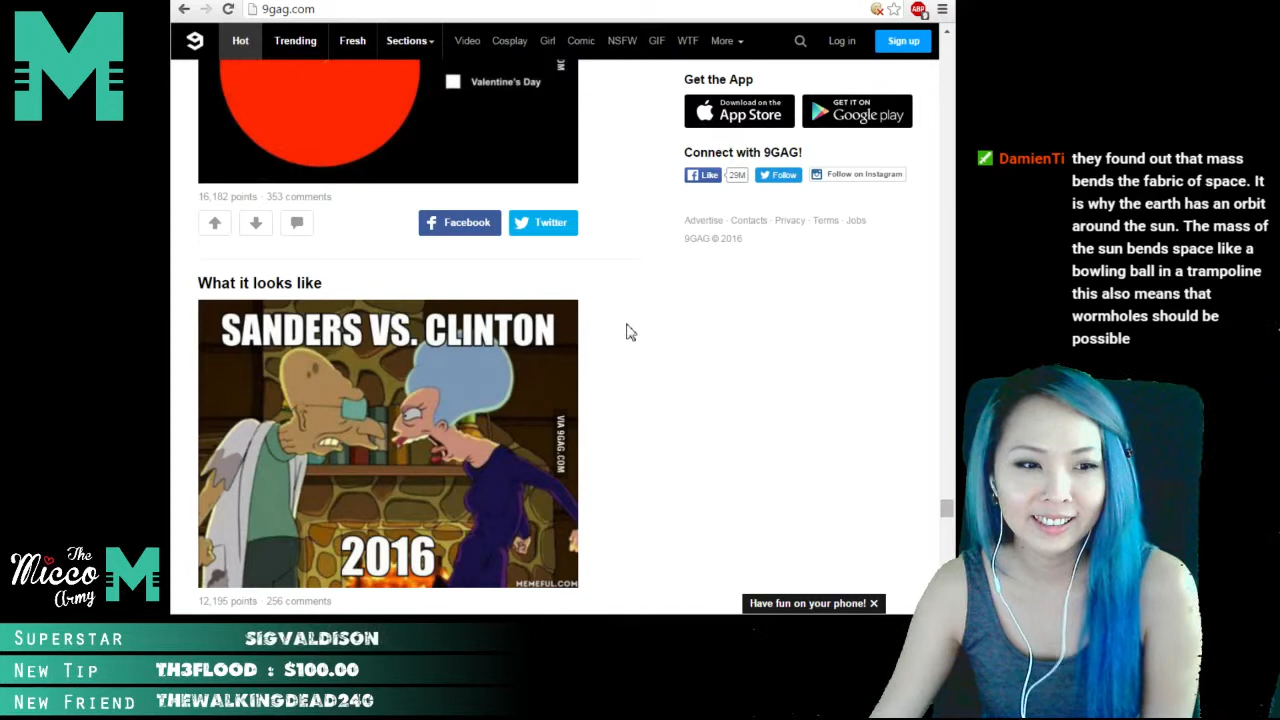 M
9gag.com
ABP
9
Hot
Trending
Fresh
Sections
Video
Cosplay
Girl
Comic
NSFW
GIF
WTF
More
Log in
Sign up
Valentine's Day
16,182 points · 353 comments
Facebook
Twitter
What it looks like
SANDERS VS. CLINTON
VIA 9GAG.COM
2016
MEMEFUL.COM
12,195 points · 256 comments
Get the App
Download on the
App Store
GET IT ON
Google play
Connect with 9GAG!
Like
29M
Follow
Follow on Instagram
Advertise · Contacts · Privacy · Terms · Jobs
9GAG © 2016
Have fun on your phone! ×
DamienTi they found out that mass
bends the fabric of space. It
is why the earth has an orbit
around the sun. The mass of
the sun bends space like a
bowling ball in a trampoline
this also means that
wormholes should be
possible
The
Micco
Army
M
SUPERSTAR SIGVALDISON
NEW TIP TH3FLOOD : $100.00
NEW FRIEND THEWALKINGDEAD240